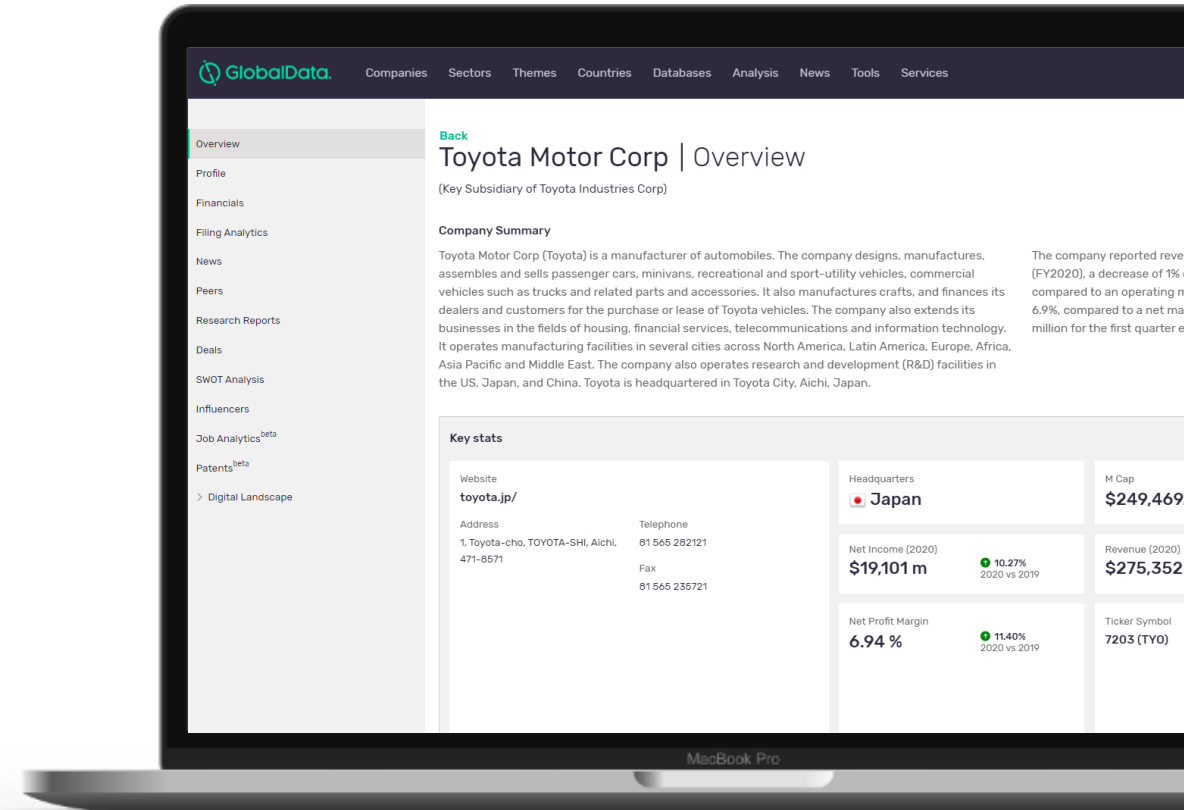 GlobalData.
Companies Sectors Themes Countries Databases Analysis News Tools Services
Overview
Profile
Financials
Filing Analytics
News
Peers
Research Reports
Deals
SWOT Analysis
Influencers
Job Analytics beta
Patents beta
> Digital Landscape
Back
Toyota Motor Corp | Overview
(Key Subsidiary of Toyota Industries Corp)
Company Summary
Toyota Motor Corp (Toyota) is a manufacturer of automobiles. The company designs, manufactures,
assembles and sells passenger cars, minivans, recreational and sport-utility vehicles, commercial
vehicles such as trucks and related parts and accessories. It also manufactures crafts, and finances its
dealers and customers for the purchase or lease of Toyota vehicles. The company also extends its
businesses in the fields of housing, financial services, telecommunications and information technology.
It operates manufacturing facilities in several cities across North America, Latin America, Europe, Africa,
Asia Pacific and Middle East. The company also operates research and development (R&D) facilities in
the US, Japan, and China. Toyota is headquartered in Toyota City, Aichi, Japan.
The company reported reve
(FY2020), a decrease of 1%
compared to an operating m
6.9%, compared to a net ma
million for the first quarter e
Key stats
Website
toyota.jp/
Address
1, Toyota-cho, TOYOTA-SHI, Aichi,
471-8571
Telephone
81 565 282121
Fax
81 565 235721
Headquarters
Japan
M Cap
$249,469
Net Income (2020)
$19,101 m
10.27%
2020 vs 2019
Revenue (2020)
$275,352
Net Profit Margin
6.94 %
11.40%
2020 vs 2019
Ticker Symbol
7203 (TYO)
MacBook Pro